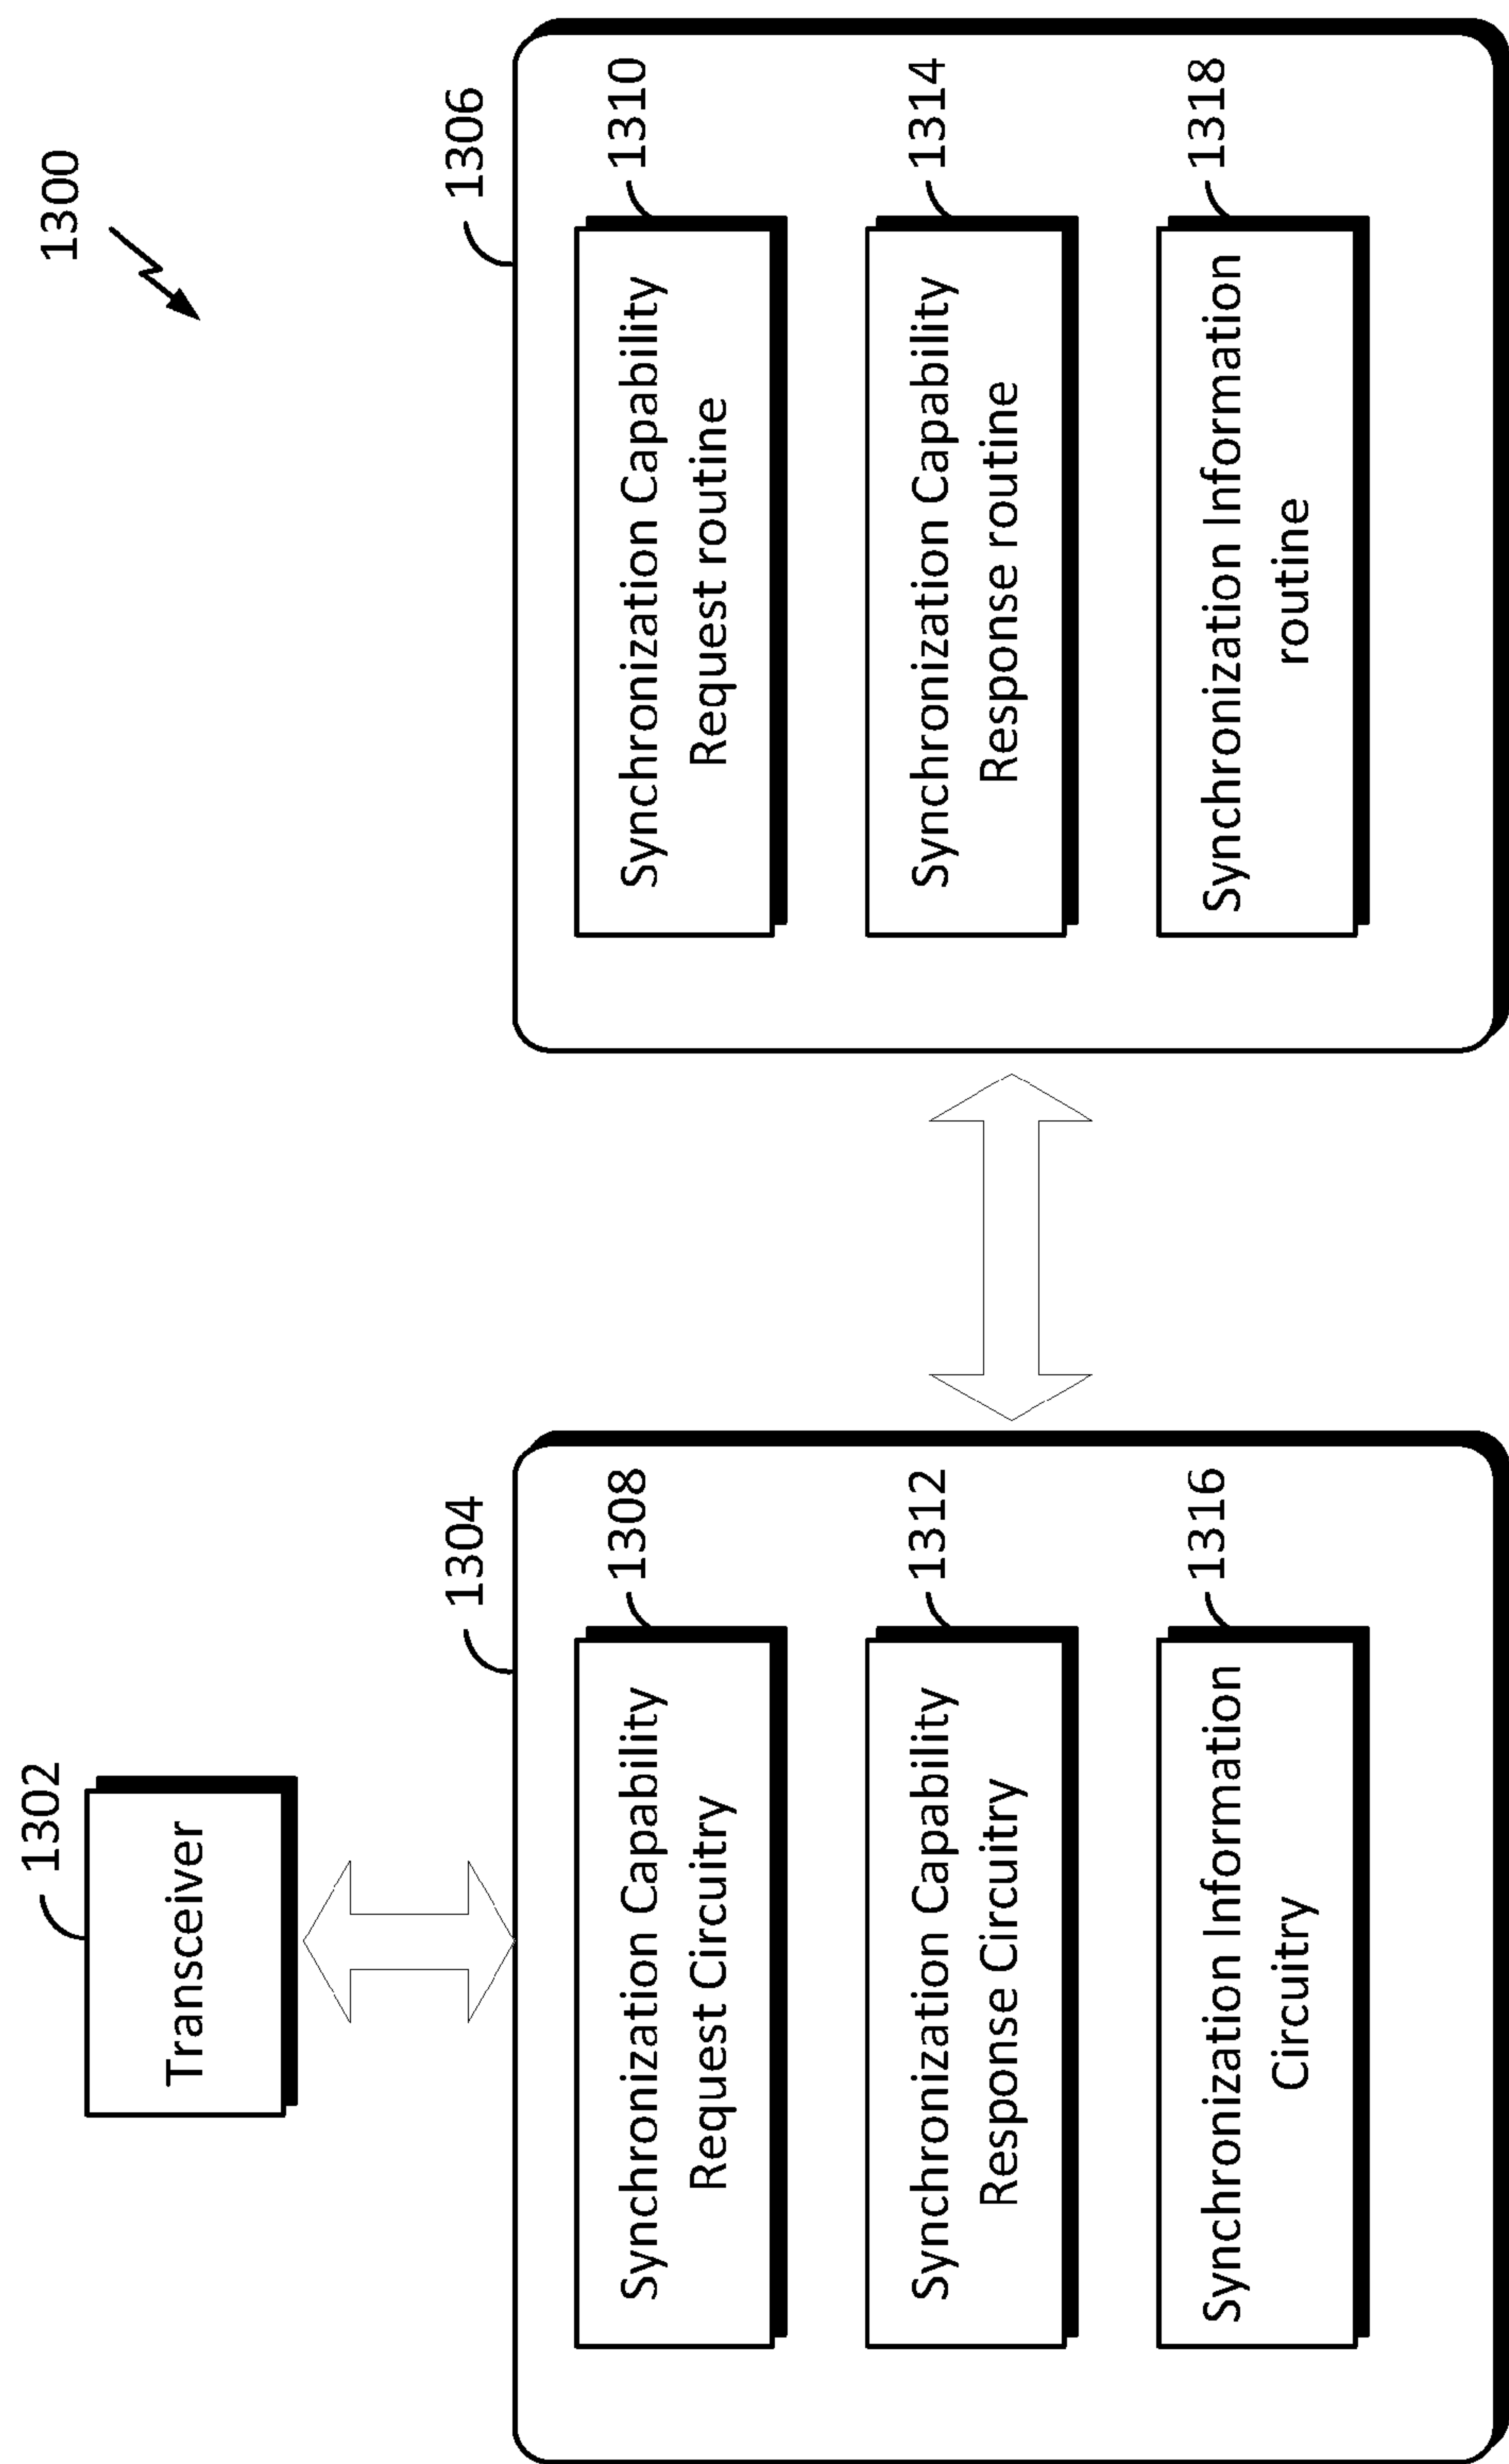 1300
1302
Transceiver
1304
1308
Synchronization Capability
Request Circuitry
1312
Synchronization Capability
Response Circuitry
1316
Synchronization Information
Circuitry
1306
1310
Synchronization Capability
Request routine
1314
Synchronization Capability
Response routine
1318
Synchronization Information
routine